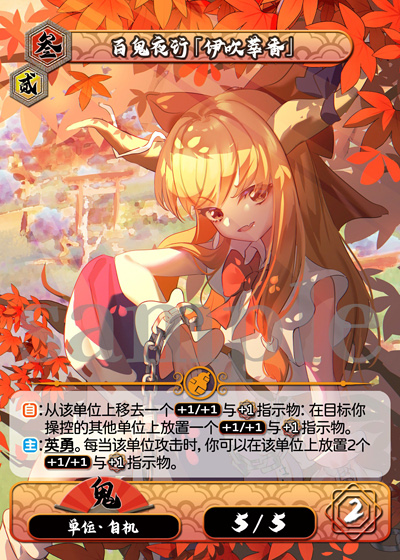 叁
百鬼夜行「伊吹萃香」
贰
sample
自:从该单位上移去一个 +1/+1 与 +1 指示物: 在目标你
操控的其他单位上放置一个 +1/+1 与 +1 指示物。
主:英勇。每当该单位攻击时, 你可以在该单位上放置2个
+1/+1 与 +1 指示物。
鬼
单位·自机
5/5
2